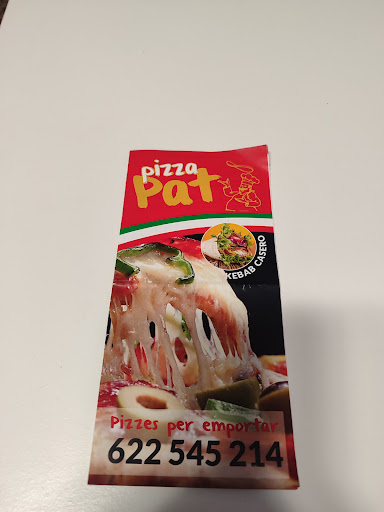 pizza
Pat
KEBAB CASERO
Pizzes per emportar
622 545 214